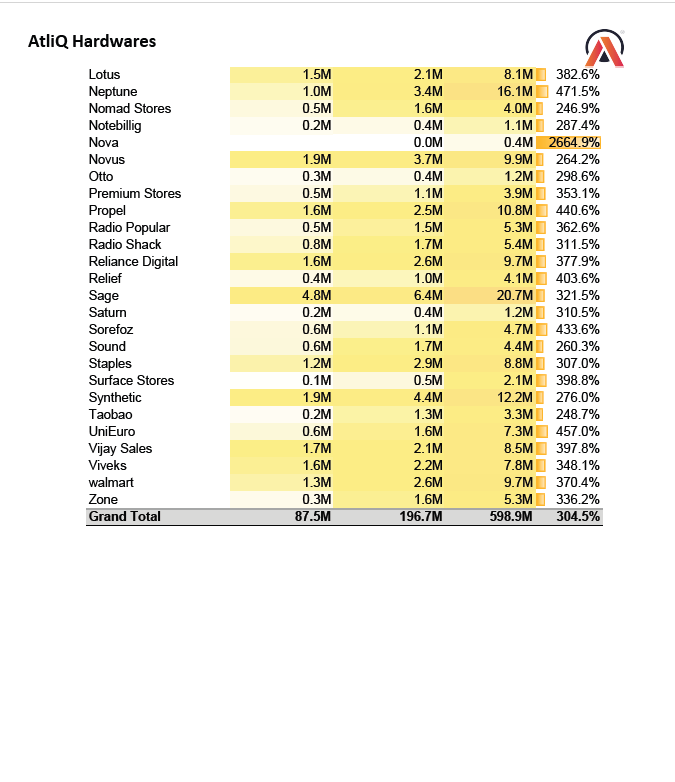 AtliQ Hardwares
Lotus 1.5M 2.1M 8.1M 382.6%
Neptune 1.0M 3.4M 16.1M 471.5%
Nomad Stores 0.5M 1.6M 4.0M 246.9%
Notebillig 0.2M 0.4M 1.1M 287.4%
Nova 0.0M 0.4M 2664.9%
Novus 1.9M 3.7M 9.9M 264.2%
Otto 0.3M 0.4M 1.2M 298.6%
Premium Stores 0.5M 1.1M 3.9M 353.1%
Propel 1.6M 2.5M 10.8M 440.6%
Radio Popular 0.5M 1.5M 5.3M 362.6%
Radio Shack 0.8M 1.7M 5.4M 311.5%
Reliance Digital 1.6M 2.6M 9.7M 377.9%
Relief 0.4M 1.0M 4.1M 403.6%
Sage 4.8M 6.4M 20.7M 321.5%
Saturn 0.2M 0.4M 1.2M 310.5%
Sorefoz 0.6M 1.1M 4.7M 433.6%
Sound 0.6M 1.7M 4.4M 260.3%
Staples 1.2M 2.9M 8.8M 307.0%
Surface Stores 0.1M 0.5M 2.1M 398.8%
Synthetic 1.9M 4.4M 12.2M 276.0%
Taobao 0.2M 1.3M 3.3M 248.7%
UniEuro 0.6M 1.6M 7.3M 457.0%
Vijay Sales 1.7M 2.1M 8.5M 397.8%
Viveks 1.6M 2.2M 7.8M 348.1%
walmart 1.3M 2.6M 9.7M 370.4%
Zone 0.3M 1.6M 5.3M 336.2%
Grand Total 87.5M 196.7M 598.9M 304.5%